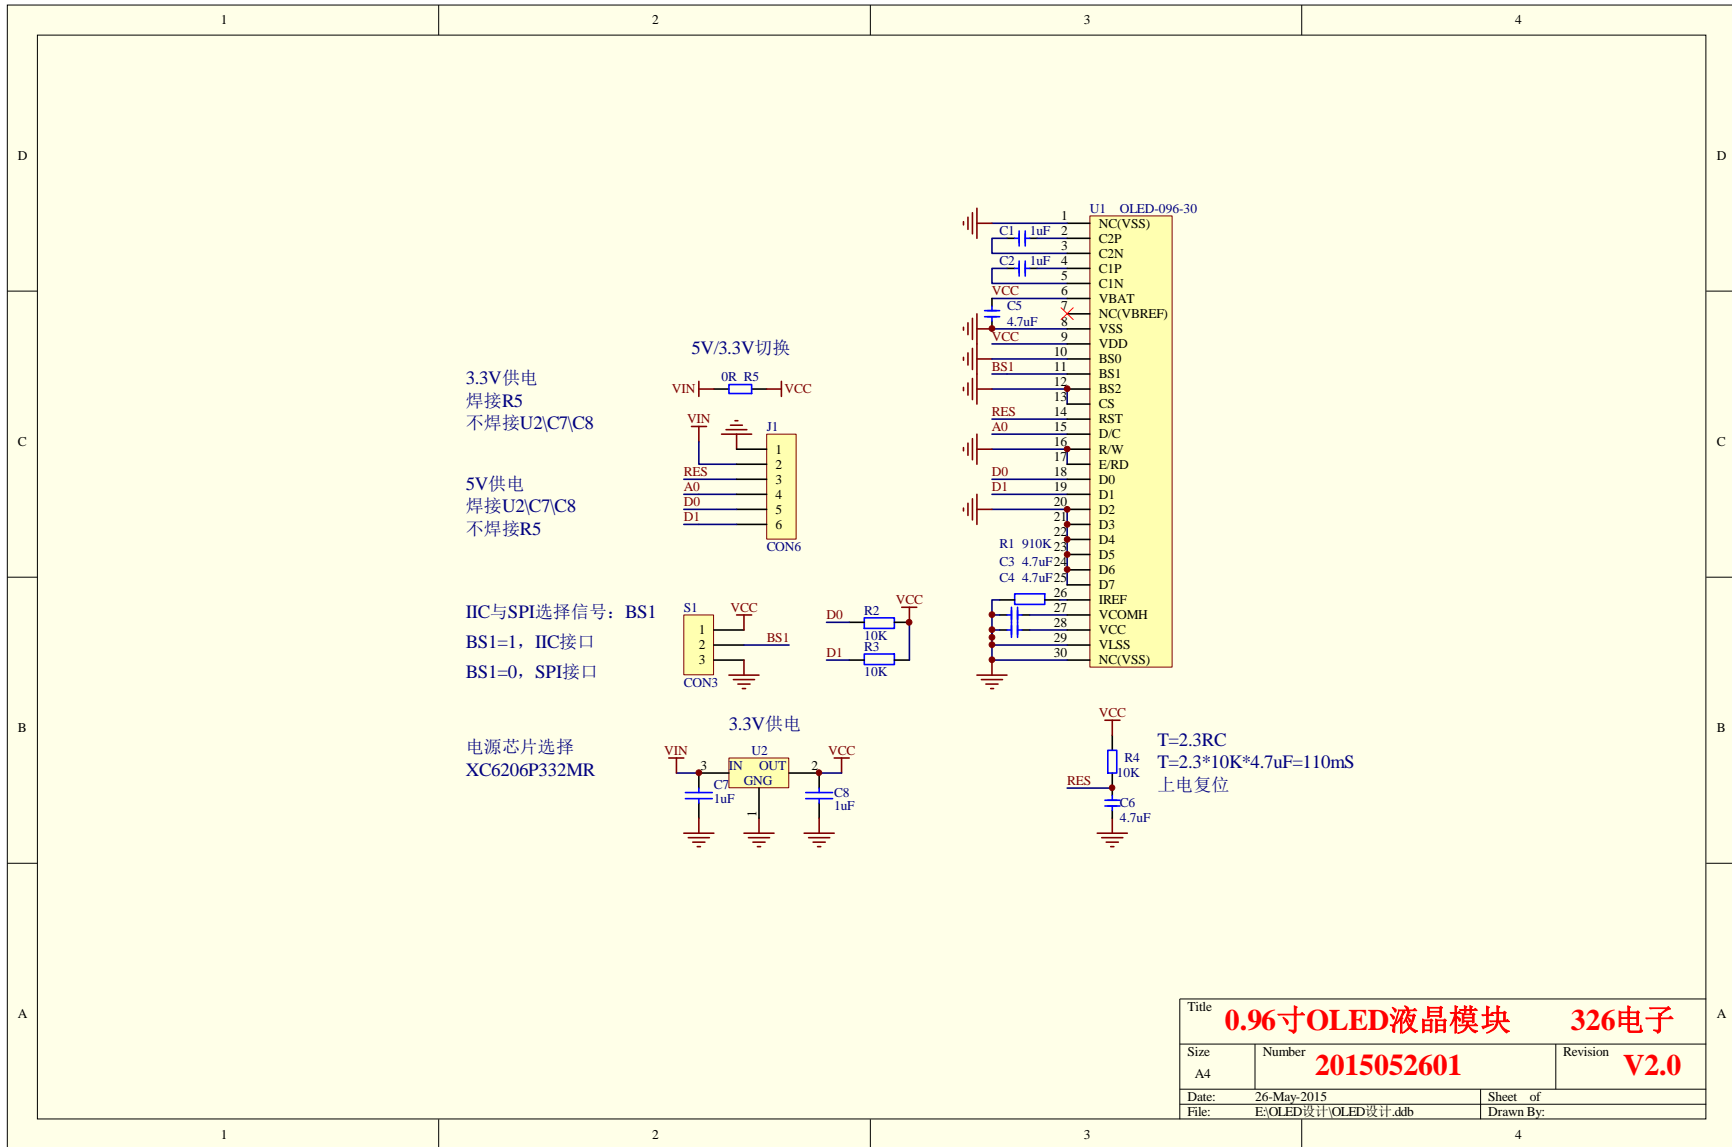 1 2 3 4
D D
C C
B B
A A
5V/3.3V切换
3.3V供电
焊接R5
不焊接U2\C7\C8
5V供电
焊接U2\C7\C8
不焊接R5
VIN 0R R5 VCC
VIN
J1
1
2
RES 3
A0 4
D0 5
D1 6
CON6
IIC与SPI选择信号：BS1
BS1=1，IIC接口
BS1=0，SPI接口
S1 VCC
1
2 BS1
3
CON3
D0 R2 VCC
10K
D1 R3
10K
3.3V供电
电源芯片选择
XC6206P332MR
VIN U2 VCC
3 IN OUT 2
GNG
1
C7
1uF
C8
1uF
U1 OLED-096-30
1 NC(VSS)
C1 1uF 2 C2P
3 C2N
C2 1uF 4 C1P
5 C1N
VCC 6 VBAT
C5 7 NC(VBREF)
4.7uF 8 VSS
VCC 9 VDD
10 BS0
BS1 11 BS1
12 BS2
13 CS
RES 14 RST
A0 15 D/C
16 R/W
17 E/RD
D0 18 D0
D1 19 D1
20 D2
21 D3
22 D4
R1 910K 23 D5
C3 4.7uF 24 D6
C4 4.7uF 25 D7
26 IREF
27 VCOMH
28 VCC
29 VLSS
30 NC(VSS)
VCC
R4
10K
RES
C6
4.7uF
T=2.3RC
T=2.3*10K*4.7uF=110mS
上电复位
Title 0.96寸OLED液晶模块 326电子
Size Number 2015052601 Revision V2.0
A4
Date: 26-May-2015 Sheet of
File: E:\OLED设计\OLED设计.ddb Drawn By:
1 2 3 4